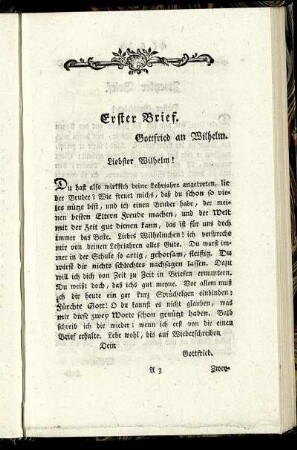 Erster Brief.
Gottfried an Wilhelm.
Liebster Wilhelm!
Du hast also wirklich deine Lehrjahre angetreten, lie-
ber Bruder? Wie freut michs, daß du schon so vie-
les nütze bist, und ich einen Bruder habe, der mei-
nen besten Eltern Freude machen, und der Welt
mit der Zeit gut dienen kann, das ist für uns doch
immer das Beste. Liebes Wilhelmchen! ich verspreche
mir von deinen Lehrjahren alles Gute. Du warst im-
mer in der Schule so artig, gehorsam, fleißig. Du
wirst dir nichts schlechtes nachsagen lassen. Dazu
will ich dich von Zeit zu Zeit in Briefen ermuntern.
Du weißt doch, das ichs gut meyne. Vor allem muß
ich dir heute ein gar kurz Sprüchelgen einbinden:
Fürchte Gott! O du kannst es nicht glauben, was
mir diese zwey Worte schon genützt haben. Bald
schreib ich dir wieder; wenn ich erst von dir einen
Brief erhalte. Lebe wohl, bis auf Wiederschreiben
Dein
Gottfried.
A 3
Zwey-